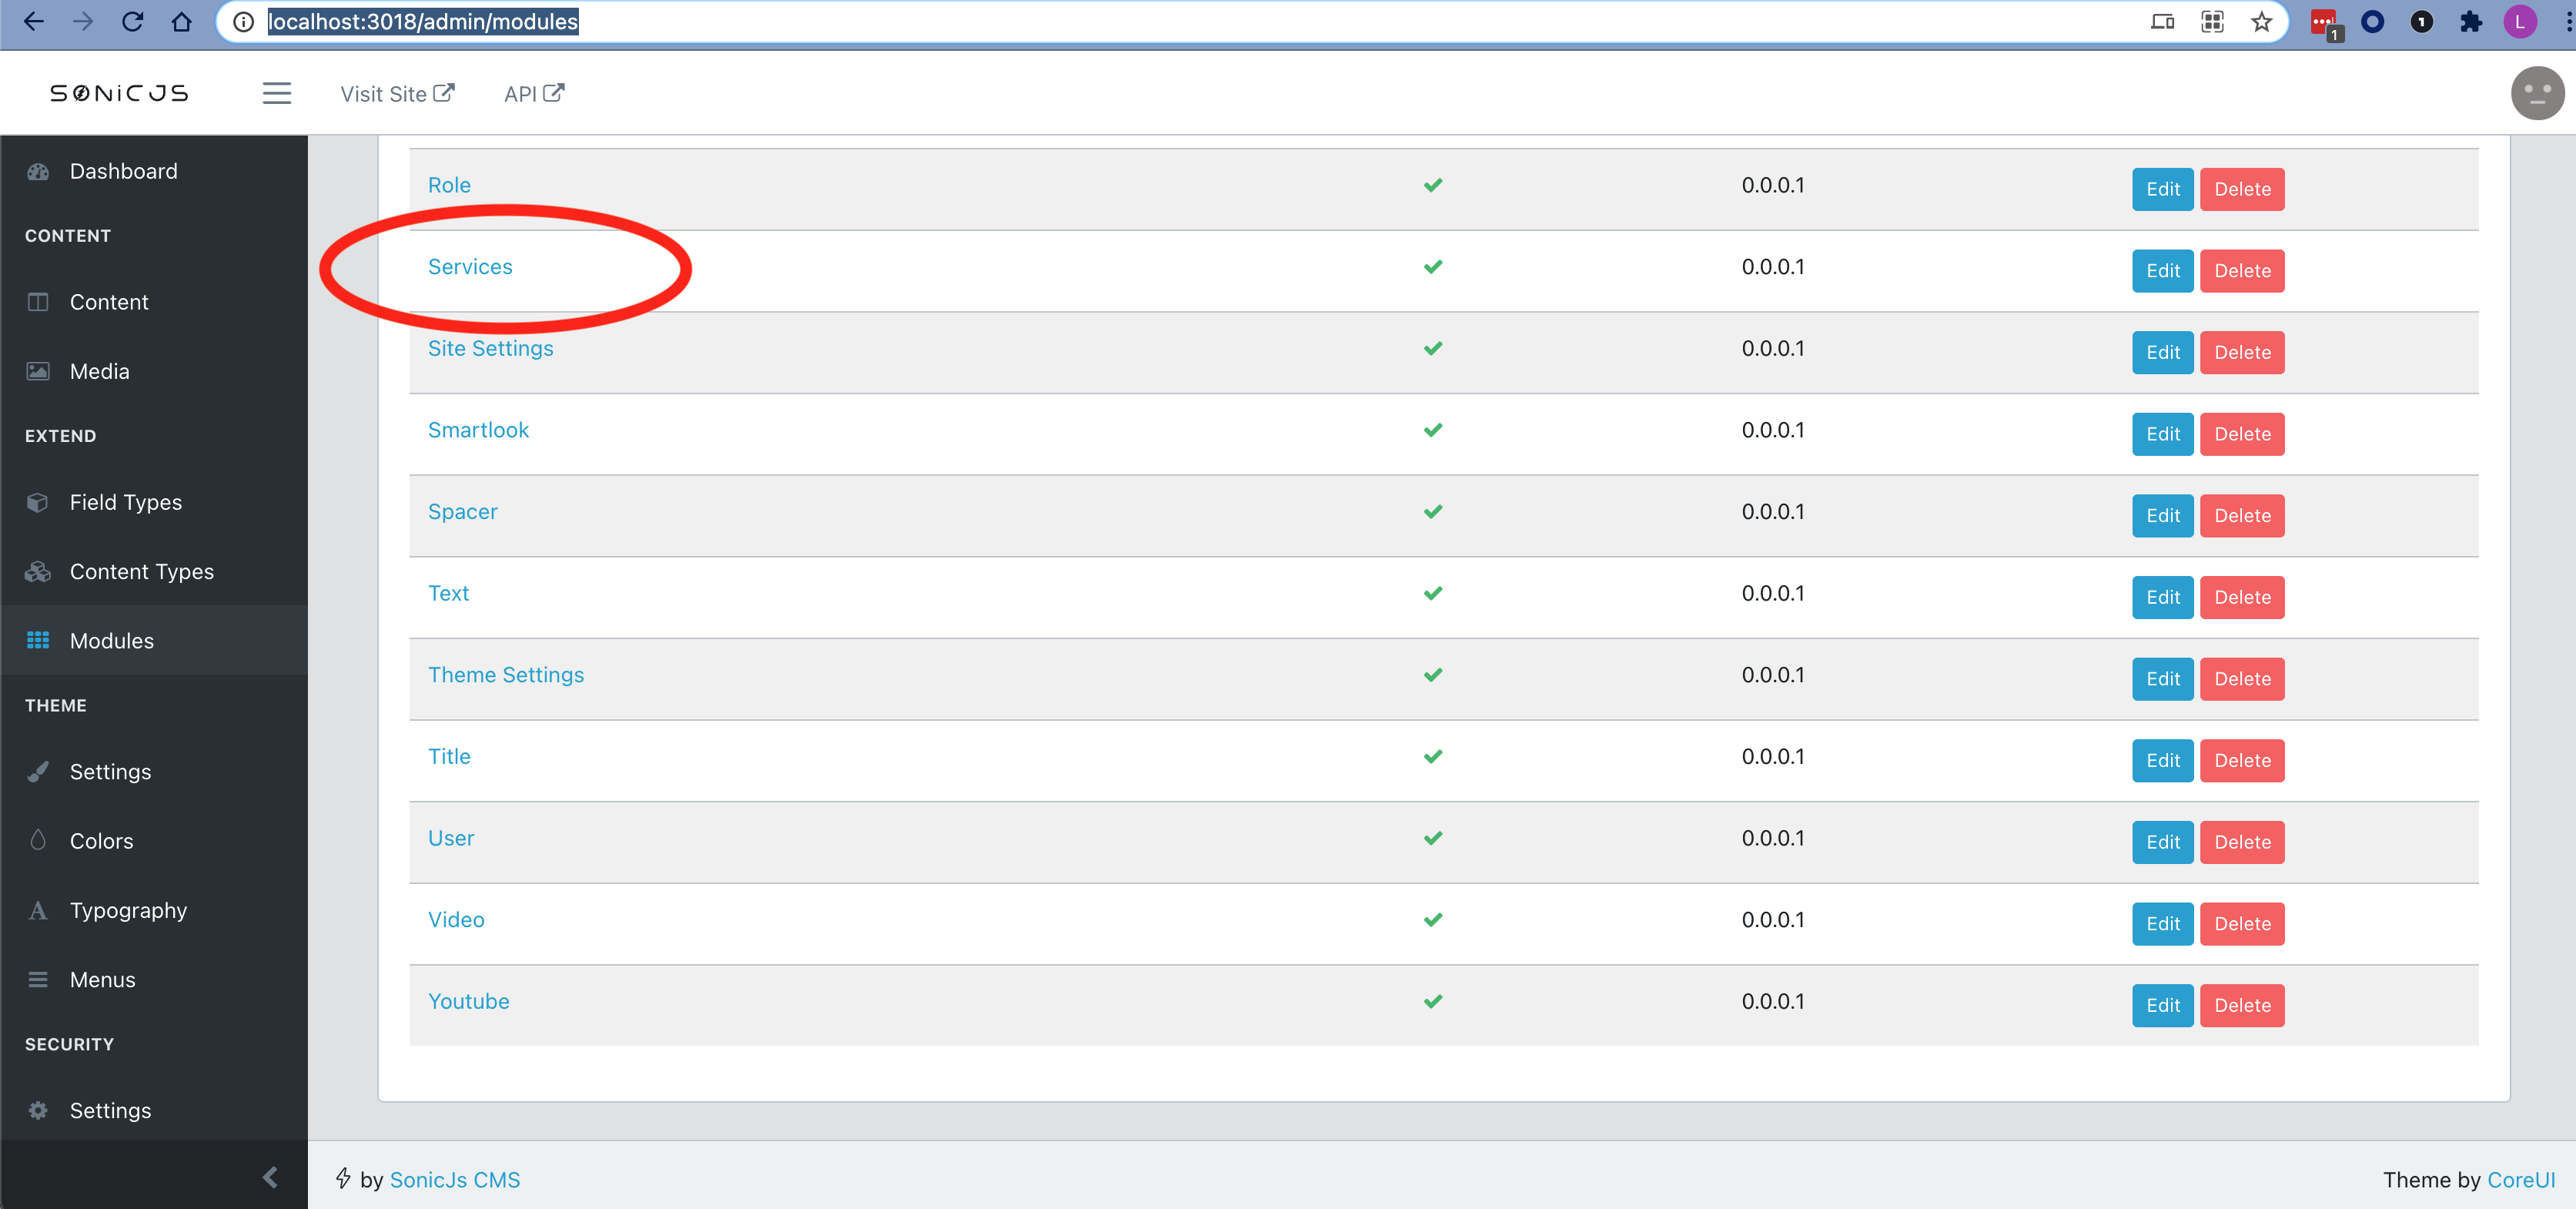 localhost:3018/admin/modules
1
1
L
SONiCJS
Visit Site
API
Dashboard
CONTENT
Content
Media
EXTEND
Field Types
Content Types
Modules
THEME
Settings
Colors
Typography
Menus
SECURITY
Settings
Role 0.0.0.1 Edit Delete
Services 0.0.0.1 Edit Delete
Site Settings 0.0.0.1 Edit Delete
Smartlook 0.0.0.1 Edit Delete
Spacer 0.0.0.1 Edit Delete
Text 0.0.0.1 Edit Delete
Theme Settings 0.0.0.1 Edit Delete
Title 0.0.0.1 Edit Delete
User 0.0.0.1 Edit Delete
Video 0.0.0.1 Edit Delete
Youtube 0.0.0.1 Edit Delete
by SonicJs CMS
Theme by CoreUI